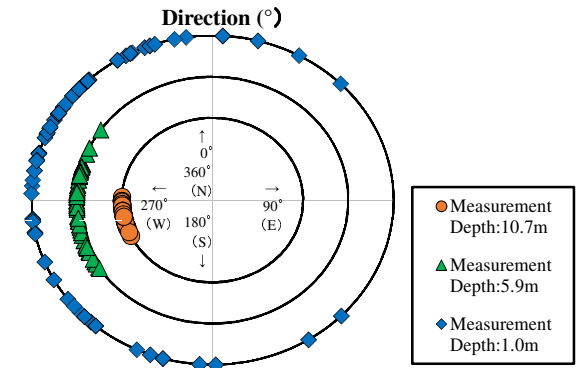 Direction (°)
↑
0°
360°
(N)
←
→
270°
90°
(W)
180°
(E)
(S)
↓
Measurement
Depth:10.7m
Measurement
Depth:5.9m
Measurement
Depth:1.0m